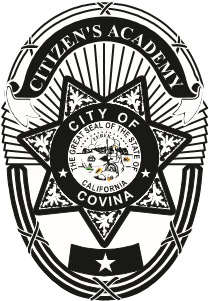 CITIZEN'S ACADEMY
CITY OF
THE GREAT SEAL OF THE STATE OF
CALIFORNIA
COVINA